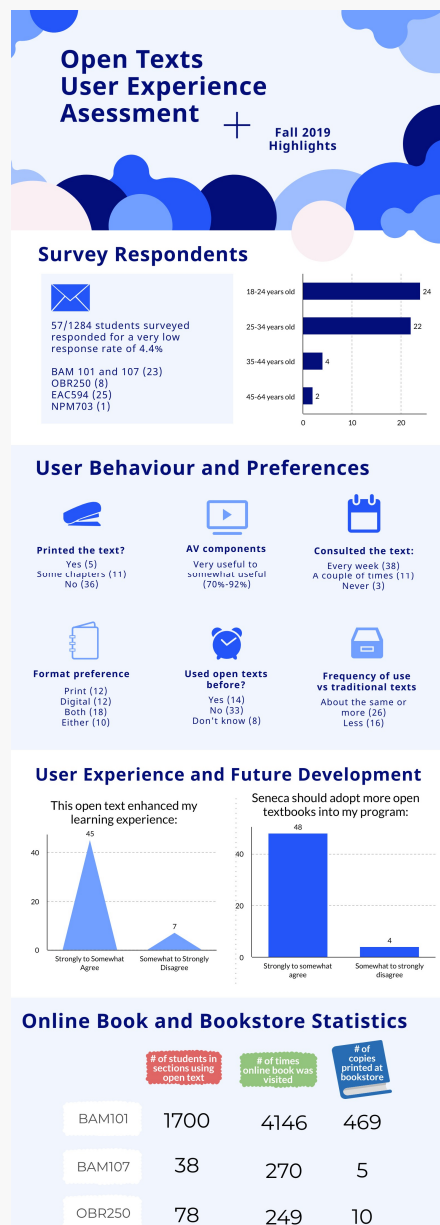 Open Texts
User Experience
Asessment
Fall 2019
Highlights
Survey Respondents
57/1284 students surveyed
responded for a very low
response rate of 4.4%
BAM 101 and 107 (23)
OBR250 (8)
EAC594 (25)
NPM703 (1)
18-24 years old
24
25-34 years old
22
35-44 years old
4
45-64 years old
2
0 10 20
User Behaviour and Preferences
Printed the text?
Yes (5)
Some chapters (11)
No (36)
AV components
Very useful to
somewhat useful
(70%-92%)
Consulted the text:
Every week (38)
A couple of times (11)
Never (3)
Format preference
Print (12)
Digital (12)
Both (18)
Either (10)
Used open texts
before?
Yes (14)
No (33)
Don't know (8)
Frequency of use
vs traditional texts
About the same or
more (26)
Less (16)
User Experience and Future Development
This open text enhanced my
learning experience:
45
40
20
7
0
Strongly to Somewhat
Agree
Somewhat to Strongly
Disagree
Seneca should adopt more open
textbooks into my program:
48
40
20
4
0
Strongly to somewhat
agree
Somewhat to strongly
disagree
Online Book and Bookstore Statistics
# of students in
sections using
open text
# of times
online book was
visited
# of
copies
printed at
bookstore
BAM101 1700 4146 469
BAM107 38 270 5
OBR250 78 249 10